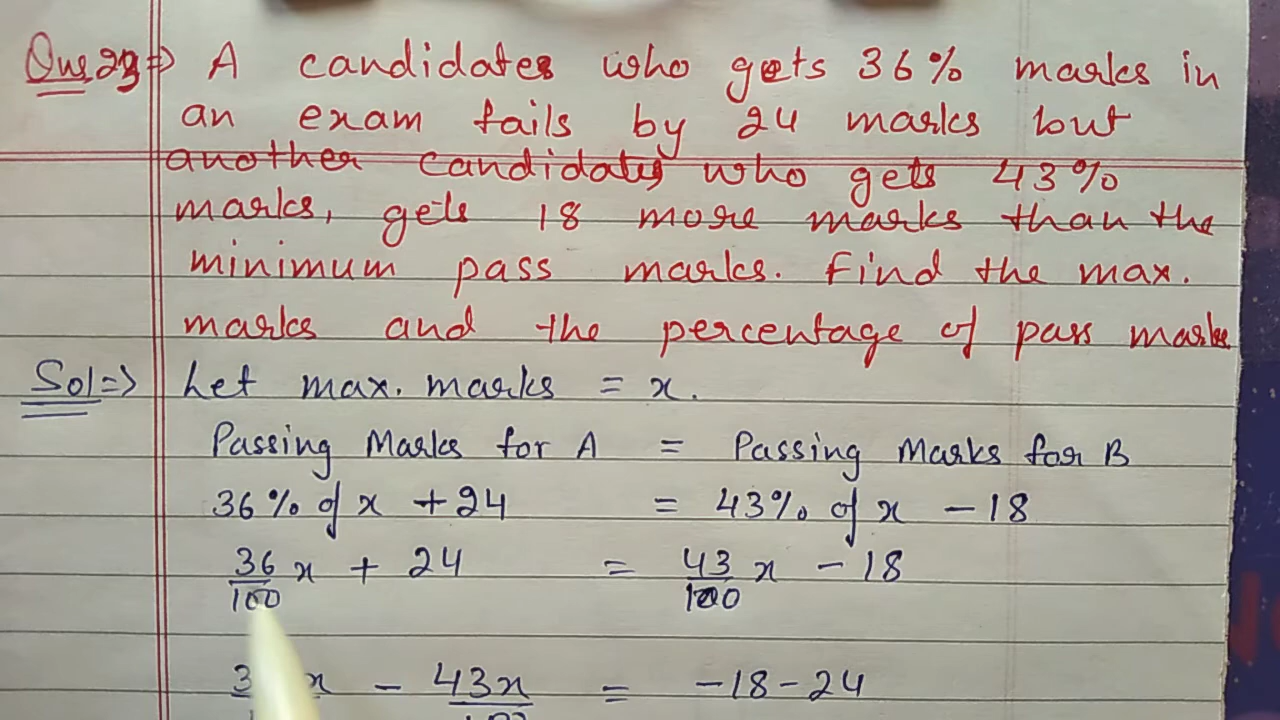 Ques 29 => A candidates who gets 36% marks in
an exam fails by 24 marks but
another candidates who gets 43%
marks, gets 18 more marks than the
minimum pass marks. Find the max.
marks and the percentage of pass marks
Sol => Let max. marks = x.
Passing Marks for A = Passing Marks for B
36% of x + 24 = 43% of x - 18
36/100 x + 24 = 43/100 x - 18
- 43x/100 = -18-24